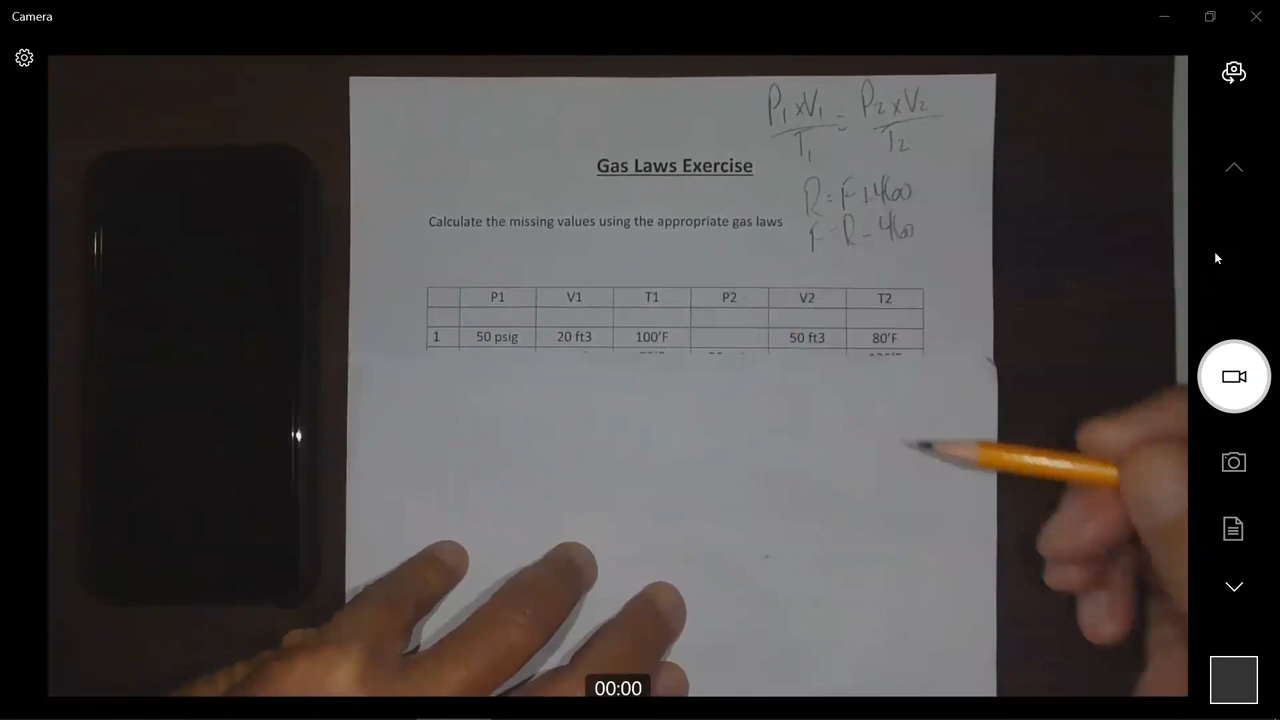 Camera
P1 x V1 = P2 x V2
T1 T2
Gas Laws Exercise
R = F + 460
Calculate the missing values using the appropriate gas laws
F = R - 460
P1 V1 T1 P2 V2 T2
1 50 psig 20 ft3 100°F 50 ft3 80°F
00:00